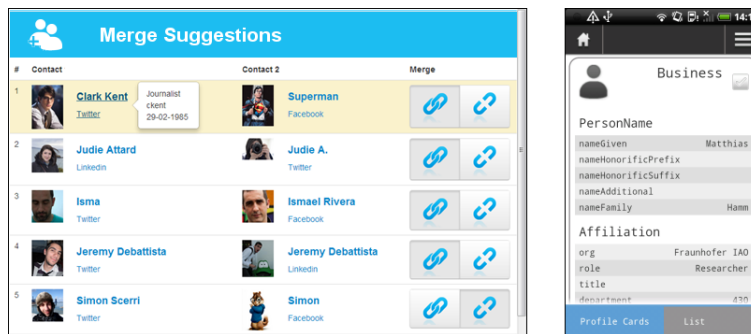 Merge Suggestions
# Contact Contact 2 Merge
1 Clark Kent Twitter Journalist ckent 29-02-1985 Superman Facebook
2 Judie Attard Linkedin Judie A. Twitter
3 Isma Twitter Ismael Rivera Facebook
4 Jeremy Debattista Twitter Jeremy Debattista Linkedin
5 Simon Scerri Twitter Simon Facebook
14:1
Business
PersonName
nameGiven Matthias
nameHonorificPrefix
nameHonorificSuffix
nameAdditional
nameFamily Hamm
Affiliation
org Fraunhofer IAO
role Researcher
title
department 430
Profile Cards List